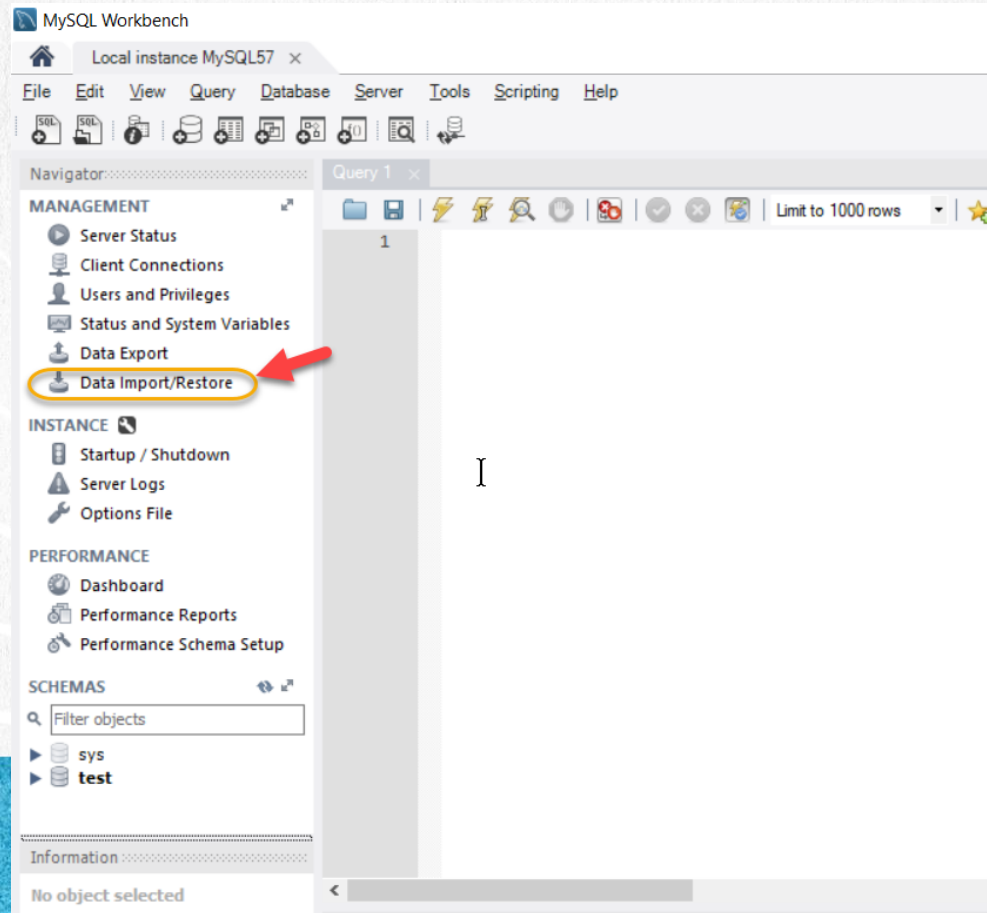 MySQL Workbench
Local instance MySQL57
File Edit View Query Database Server Tools Scripting Help
SQL SQL
Navigator
Query 1
MANAGEMENT
Limit to 1000 rows
1
Server Status
Client Connections
Users and Privileges
Status and System Variables
Data Export
Data Import/Restore
INSTANCE
Startup / Shutdown
Server Logs
Options File
PERFORMANCE
Dashboard
Performance Reports
Performance Schema Setup
SCHEMAS
Filter objects
sys
test
Information
No object selected